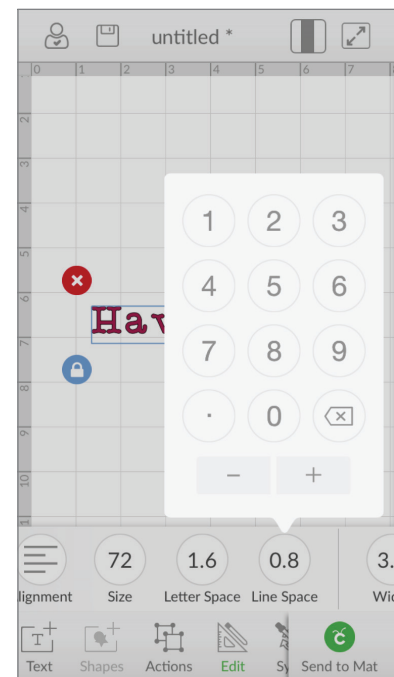 untitled *
0 1 2 3 4 5 6 7
2
3
4
5
6
7
8
9
10
Hav
1 2 3
4 5 6
7 8 9
. 0
− +
72 1.6 0.8 3.
lignment Size Letter Space Line Space Wid
T
Text Shapes Actions Edit Sy Send to Mat